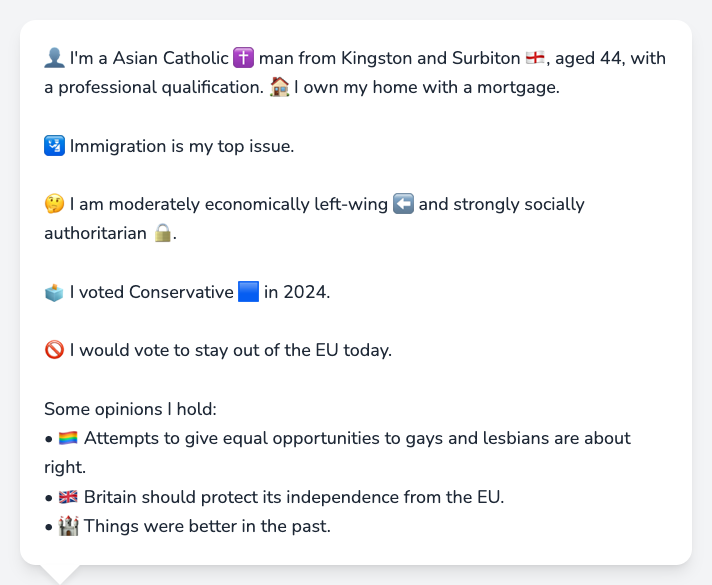 👤 I'm a Asian Catholic ✝️ man from Kingston and Surbiton 🏴󠁧󠁢󠁥󠁮󠁧󠁿, aged 44, with
a professional qualification. 🏠 I own my home with a mortgage.
🛂 Immigration is my top issue.
🤔 I am moderately economically left-wing ⬅️ and strongly socially
authoritarian 🔒.
🗳️ I voted Conservative 🟦 in 2024.
🚫 I would vote to stay out of the EU today.
Some opinions I hold:
• 🏳️‍🌈 Attempts to give equal opportunities to gays and lesbians are about
right.
• 🇬🇧 Britain should protect its independence from the EU.
• 🏰 Things were better in the past.